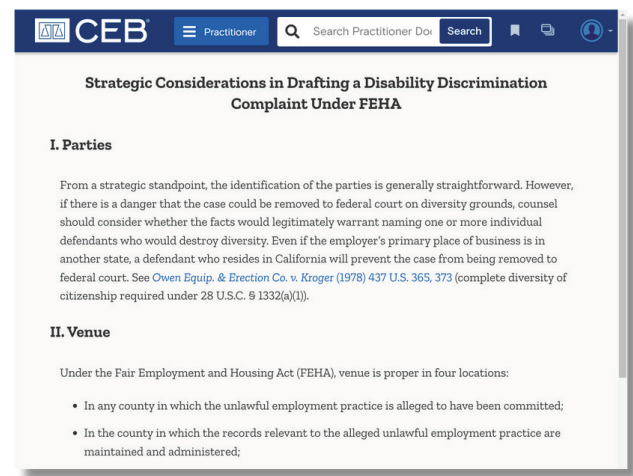 CEB
Practitioner
Search Practitioner Doc
Search
Strategic Considerations in Drafting a Disability Discrimination
Complaint Under FEHA
I. Parties
From a strategic standpoint, the identification of the parties is generally straightforward. However,
if there is a danger that the case could be removed to federal court on diversity grounds, counsel
should consider whether the facts would legitimately warrant naming one or more individual
defendants who would destroy diversity. Even if the employer's primary place of business is in
another state, a defendant who resides in California will prevent the case from being removed to
federal court. See Owen Equip. & Erection Co. v. Kroger (1978) 437 U.S. 365, 373 (complete diversity of
citizenship required under 28 U.S.C. § 1332(a)(1)).
II. Venue
Under the Fair Employment and Housing Act (FEHA), venue is proper in four locations:
• In any county in which the unlawful employment practice is alleged to have been committed;
• In the county in which the records relevant to the alleged unlawful employment practice are
maintained and administered;